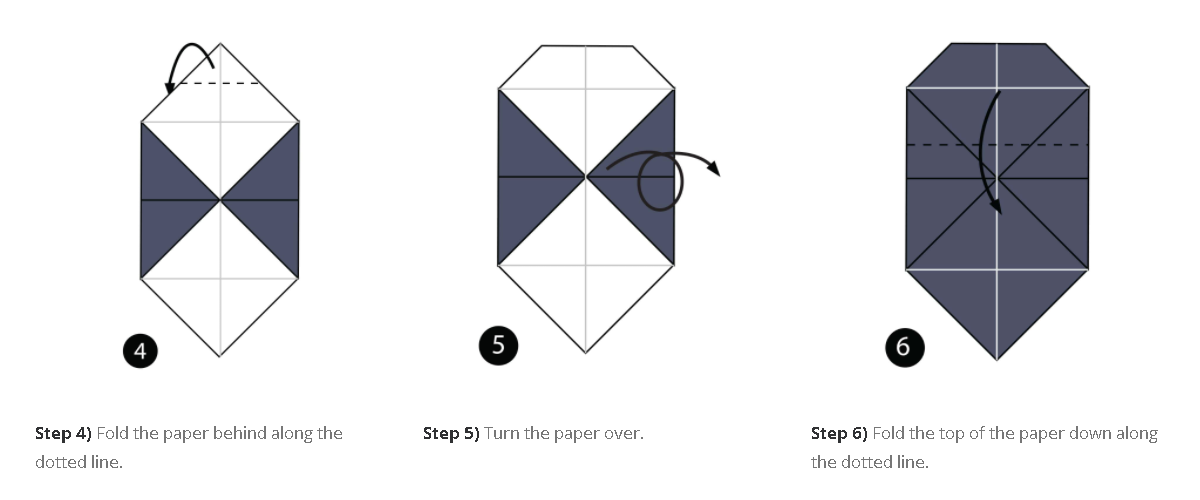 4
5
6
Step 4) Fold the paper behind along the
dotted line.
Step 5) Turn the paper over.
Step 6) Fold the top of the paper down along
the dotted line.